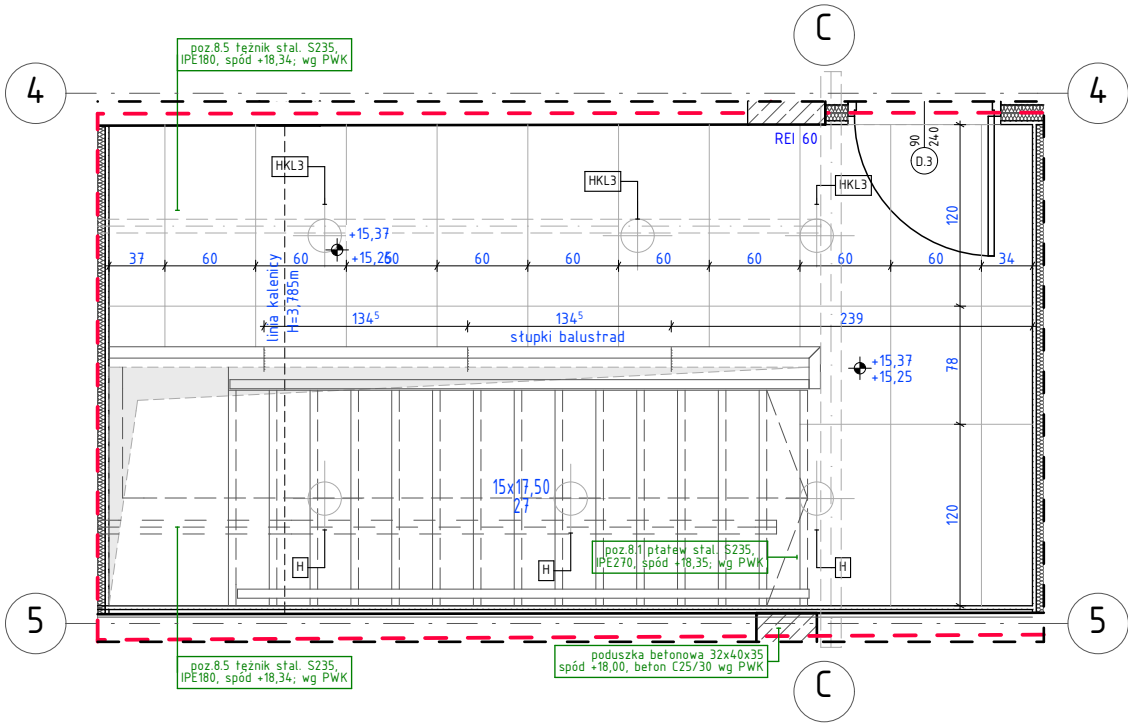 C
poz.8.5 tężnik stal. S235,
IPE180, spód +18,34; wg PWK
4
4
REI 60
90
240
D.3
HKL3
HKL3
HKL3
120
+15,37
+15,25
37
60
60
60
60
60
60
60
60
60
34
linia kalenicy
H=3,785m
134⁵
134⁵
239
słupki balustrad
+15,37
+15,25
78
15x17,50
27
120
poz.8.1 płatew stal. S235,
IPE270, spód +18,35; wg PWK
H
H
H
5
5
poz.8.5 tężnik stal. S235,
IPE180, spód +18,34; wg PWK
poduszka betonowa 32x40x35
spód +18,00, beton C25/30 wg PWK
C